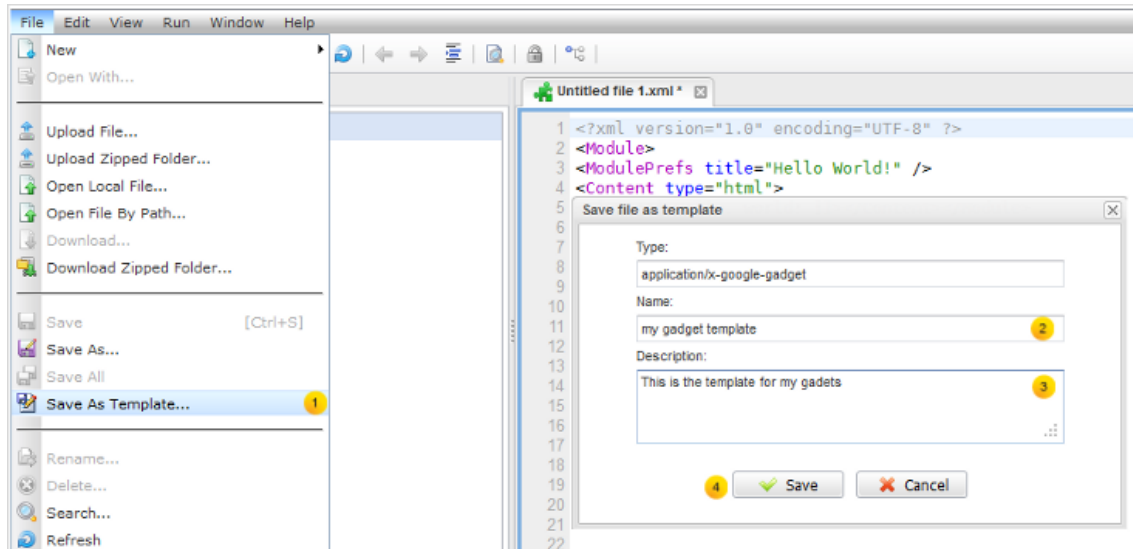 File Edit View Run Window Help
New
Open With...
Upload File...
Upload Zipped Folder...
Open Local File...
Open File By Path...
Download...
Download Zipped Folder...
Save [Ctrl+S]
Save As...
Save All
Save As Template... 1
Rename...
Delete...
Search...
Refresh
Untitled file 1.xml *
1 <?xml version="1.0" encoding="UTF-8" ?>
2 <Module>
3 <ModulePrefs title="Hello World!" />
4 <Content type="html">
5
6
7
8
9
10
11
12
13
14
15
16
17
18
19
20
21
22
Save file as template
Type:
application/x-google-gadget
Name:
my gadget template 2
Description:
This is the template for my gadets 3
4 Save Cancel